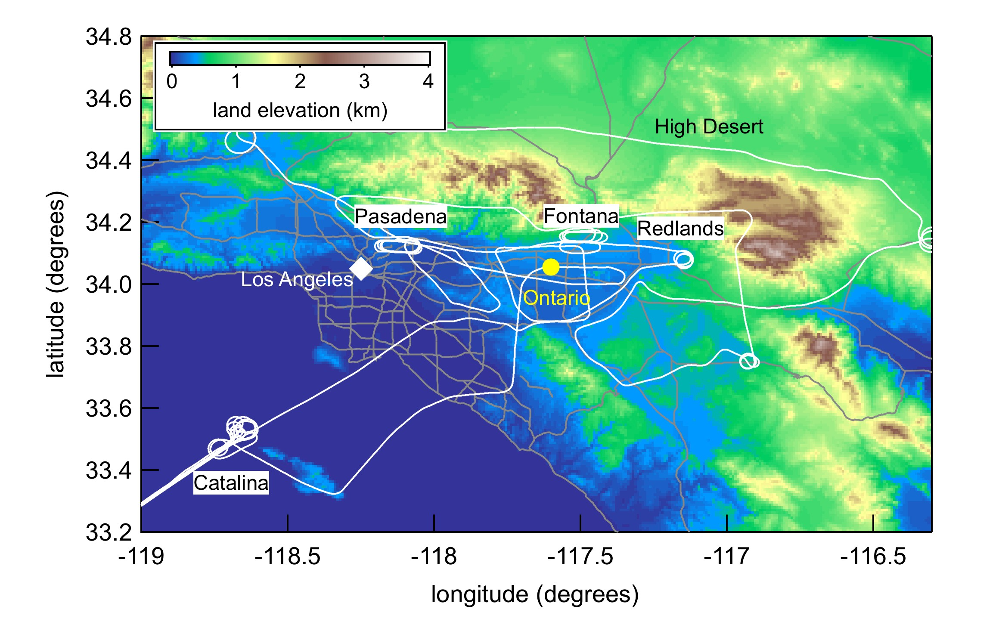 34.8
34.6
34.4
34.2
34.0
33.8
33.6
33.4
33.2
latitude (degrees)
0 1 2 3 4
land elevation (km)
High Desert
Pasadena
Fontana
Redlands
Los Angeles
Ontario
Catalina
-119 -118.5 -118 -117.5 -117 -116.5
longitude (degrees)